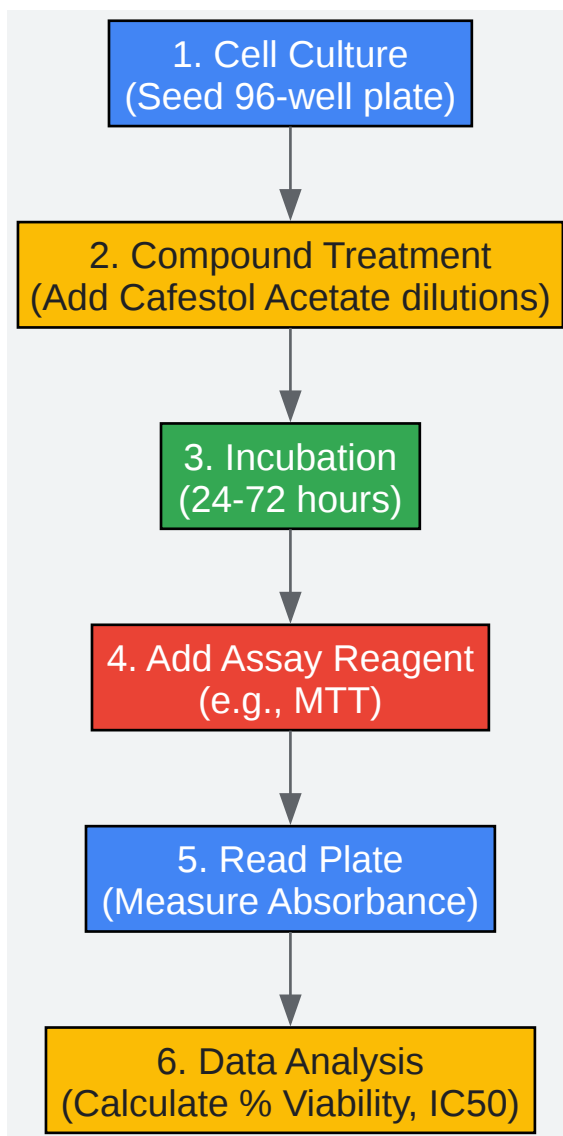 1. Cell Culture
(Seed 96-well plate)
2. Compound Treatment
(Add Cafestol Acetate dilutions)
3. Incubation
(24-72 hours)
4. Add Assay Reagent
(e.g., MTT)
5. Read Plate
(Measure Absorbance)
6. Data Analysis
(Calculate % Viability, IC50)